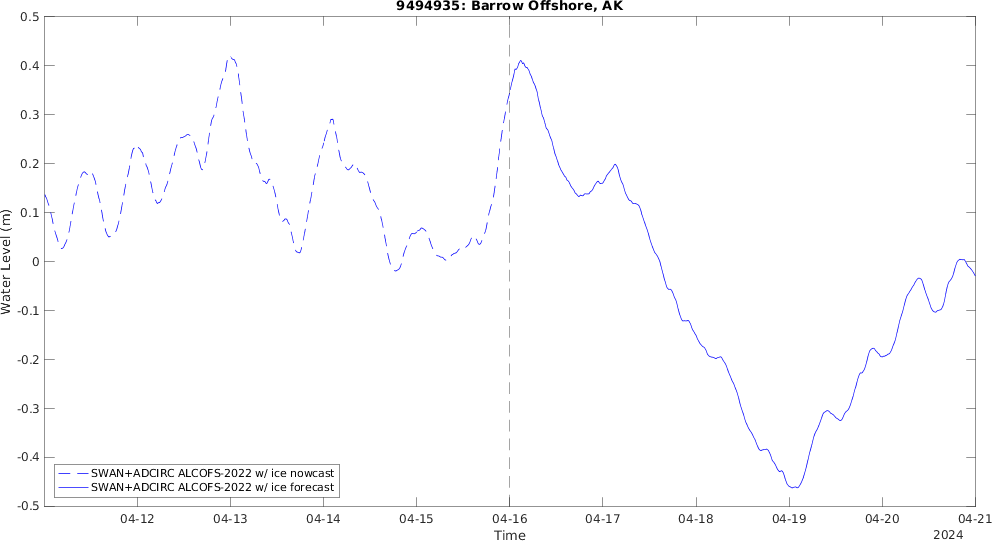 9494935: Barrow Offshore, AK
0.5
0.4
0.3
0.2
0.1
0
-0.1
-0.2
-0.3
-0.4
-0.5
Water Level (m)
SWAN+ADCIRC ALCOFS-2022 w/ ice nowcast
SWAN+ADCIRC ALCOFS-2022 w/ ice forecast
04-12 04-13 04-14 04-15 04-16 04-17 04-18 04-19 04-20 04-21
Time
2024